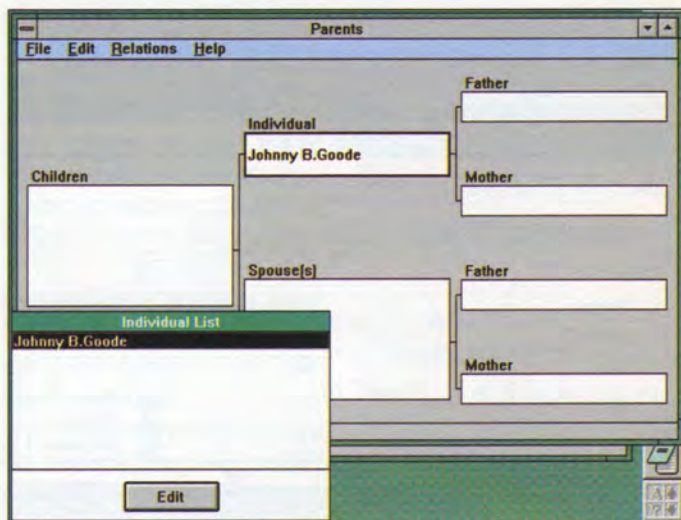 Parents
File Edit Relations Help
Father
Individual
Johnny B.Goode
Children
Mother
Spouse(s)
Father
Mother
Individual List
Johnny B.Goode
Edit